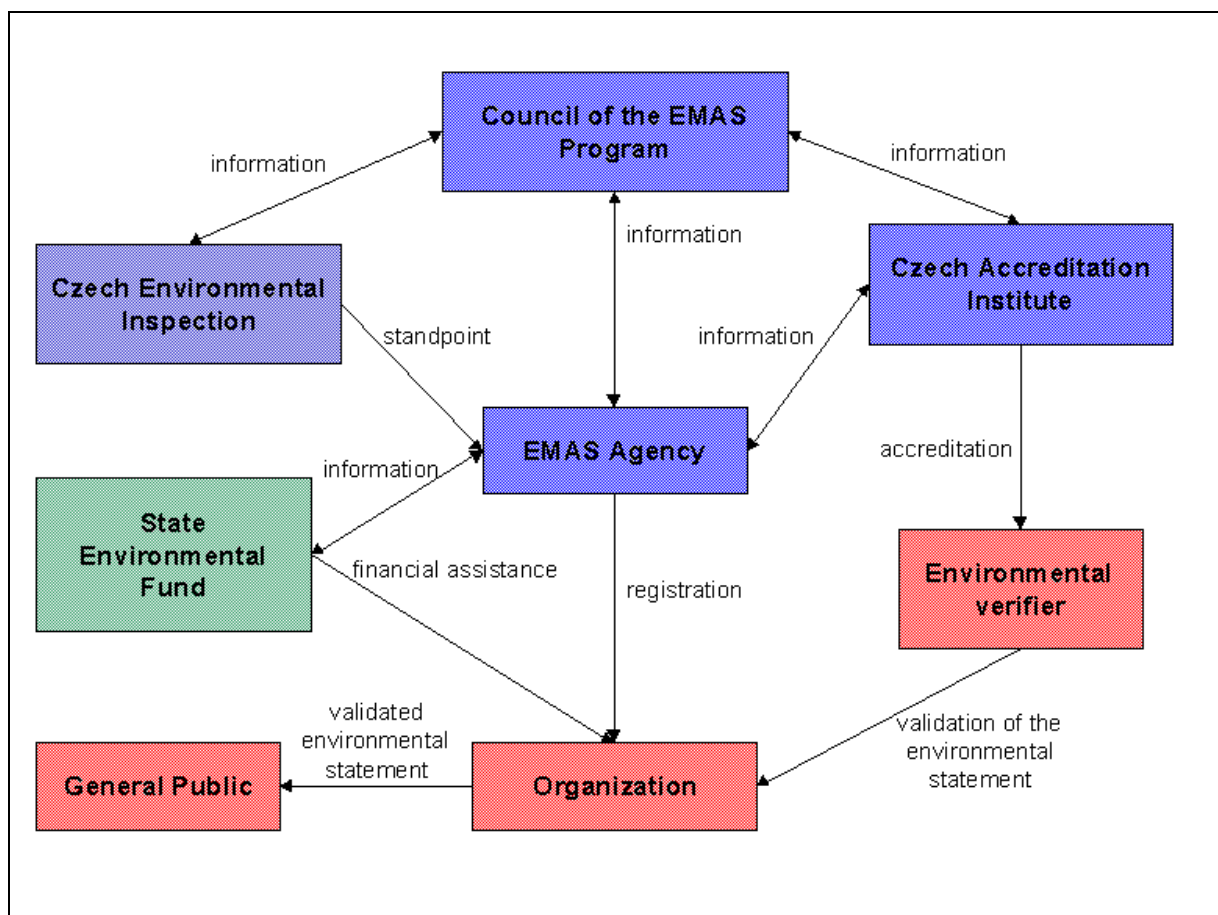 Council of the EMAS
Program
information
information
information
Czech Environmental
Inspection
Czech Accreditation
Institute
standpoint
information
EMAS Agency
accreditation
information
State
Environmental
Fund
financial assistance
registration
Environmental
verifier
validated
environmental
statement
validation of the
environmental
statement
General Public
Organization